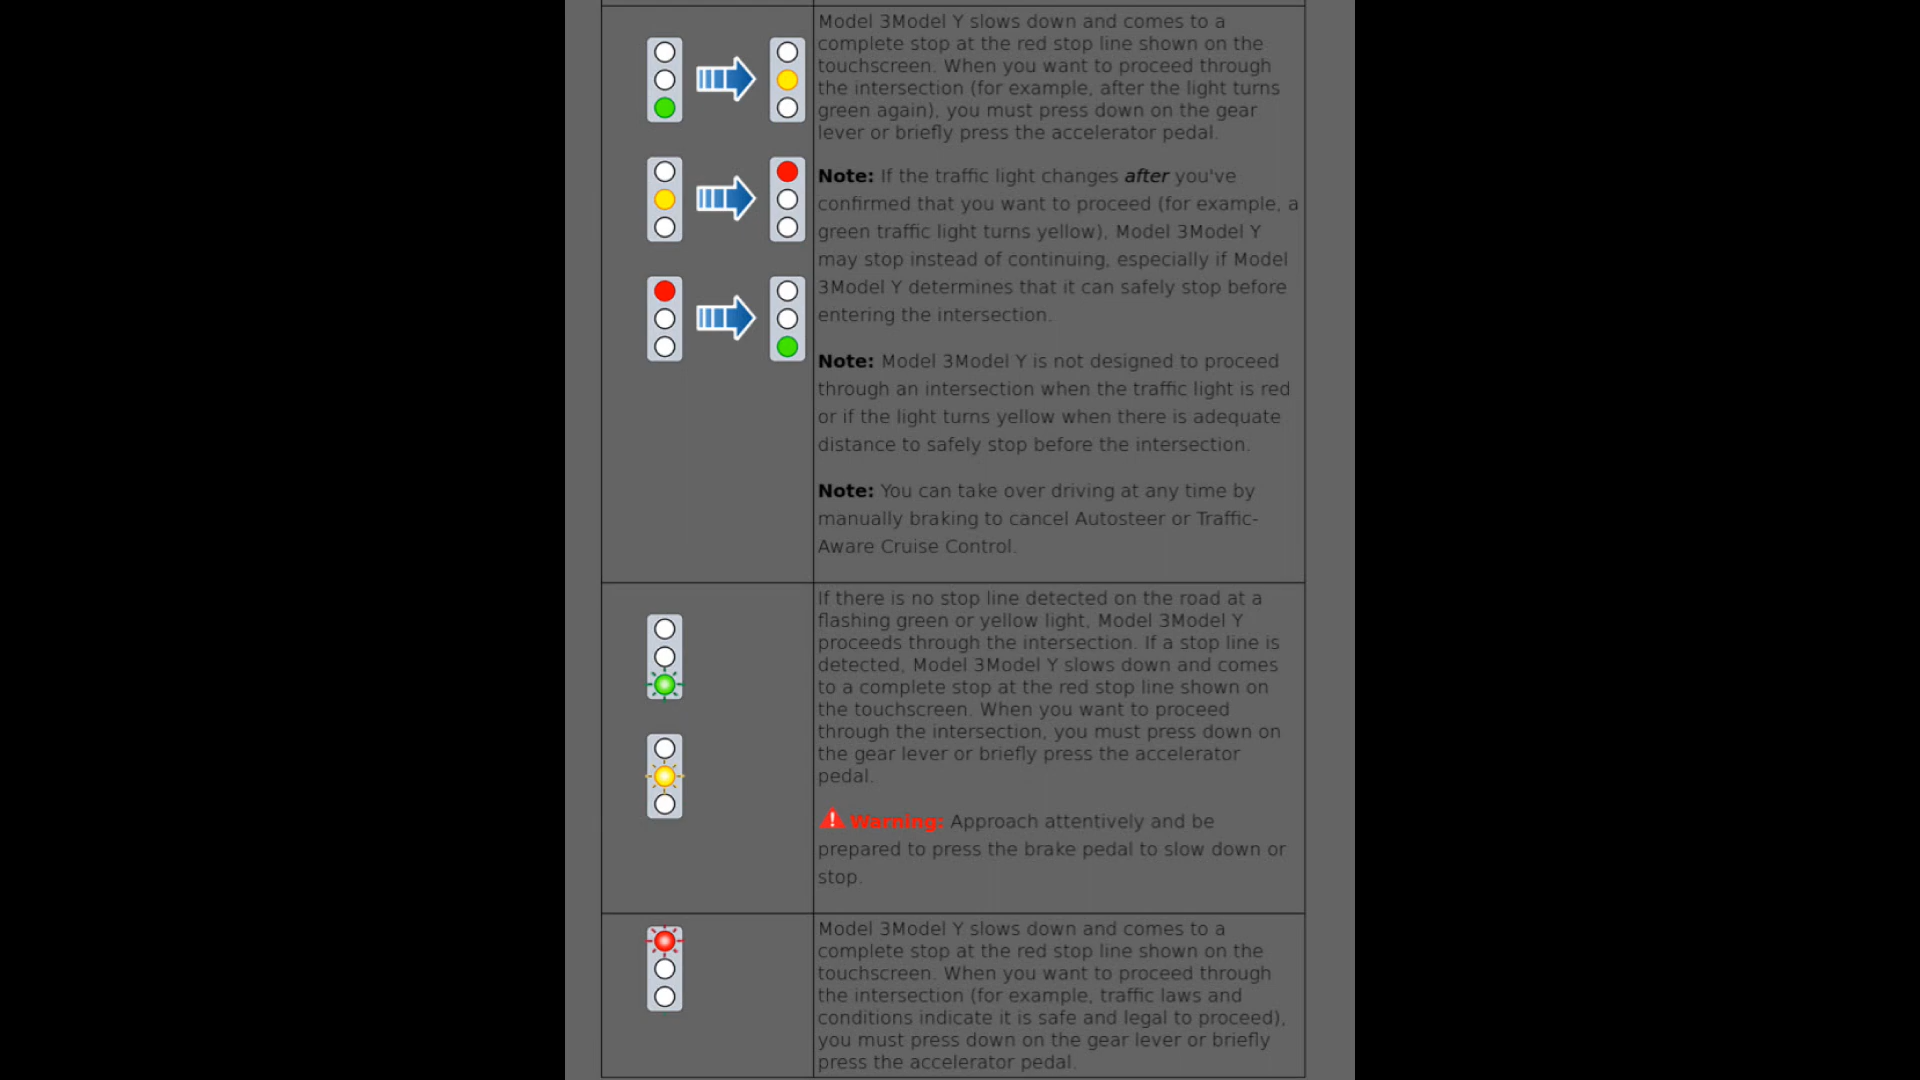 Model 3Model Y slows down and comes to a
complete stop at the red stop line shown on the
touchscreen. When you want to proceed through
the intersection (for example, after the light turns
green again), you must press down on the gear
lever or briefly press the accelerator pedal.
Note: If the traffic light changes after you've
confirmed that you want to proceed (for example, a
green traffic light turns yellow), Model 3Model Y
may stop instead of continuing, especially if Model
3Model Y determines that it can safely stop before
entering the intersection.
Note: Model 3Model Y is not designed to proceed
through an intersection when the traffic light is red
or if the light turns yellow when there is adequate
distance to safely stop before the intersection.
Note: You can take over driving at any time by
manually braking to cancel Autosteer or Traffic-
Aware Cruise Control.
If there is no stop line detected on the road at a
flashing green or yellow light, Model 3Model Y
proceeds through the intersection. If a stop line is
detected, Model 3Model Y slows down and comes
to a complete stop at the red stop line shown on
the touchscreen. When you want to proceed
through the intersection, you must press down on
the gear lever or briefly press the accelerator
pedal.
Warning: Approach attentively and be
prepared to press the brake pedal to slow down or
stop.
Model 3Model Y slows down and comes to a
complete stop at the red stop line shown on the
touchscreen. When you want to proceed through
the intersection (for example, traffic laws and
conditions indicate it is safe and legal to proceed),
you must press down on the gear lever or briefly
press the accelerator pedal.